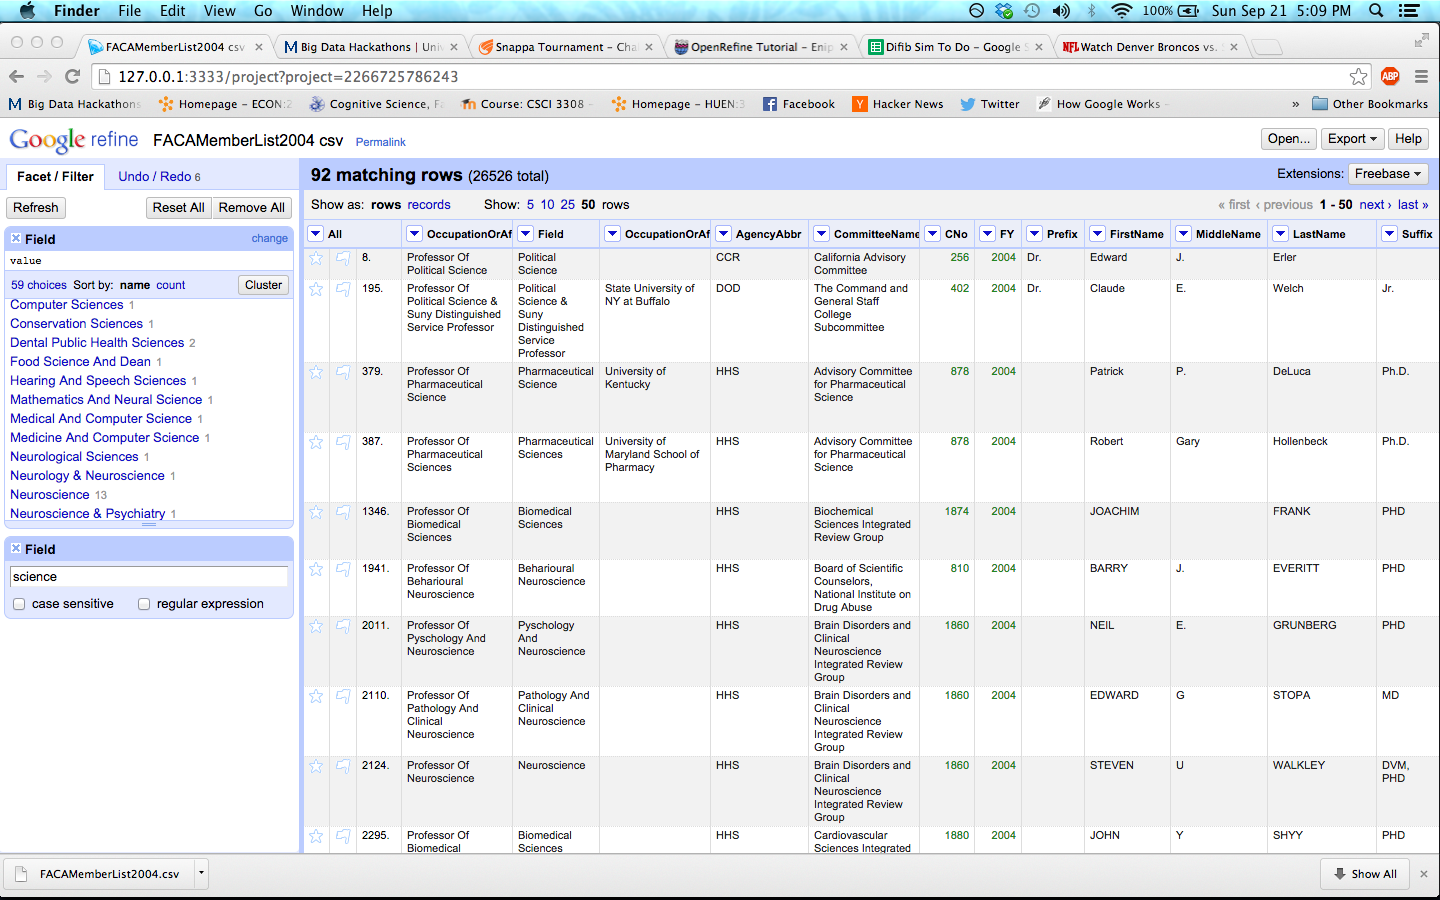 Finder File Edit View Go Window Help 100% Sun Sep 21 5:09 PM
FACAMemberList2004 csv Big Data Hackathons | Univ Snappa Tournament – Cha OpenRefine Tutorial – Enip Difib Sim To Do – Google S NFL Watch Denver Broncos vs.
127.0.0.1:3333/project?project=2266725786243 ABP
M Big Data Hackathons Homepage – ECON:2 Cognitive Science, Fa Course: CSCI 3308 – Homepage – HUEN:3 Facebook Hacker News Twitter How Google Works – » Other Bookmarks
Google refine FACAMemberList2004 csv Permalink Open... Export Help
Facet / Filter Undo / Redo 6
92 matching rows (26526 total) Extensions: Freebase
Refresh Reset All Remove All
Show as: rows records Show: 5 10 25 50 rows « first ‹ previous 1 - 50 next › last »
Field change
value
59 choices Sort by: name count Cluster
Computer Sciences 1
Conservation Sciences 1
Dental Public Health Sciences 2
Food Science And Dean 1
Hearing And Speech Sciences 1
Mathematics And Neural Science 1
Medical And Computer Science 1
Medicine And Computer Science 1
Neurological Sciences 1
Neurology & Neuroscience 1
Neuroscience 13
Neuroscience & Psychiatry 1
Field
science
case sensitive regular expression
All OccupationOrAf Field OccupationOrAf AgencyAbbr CommitteeName CNo FY Prefix FirstName MiddleName LastName Suffix
8. Professor Of Political CCR California Advisory 256 2004 Dr. Edward J. Erler
Political Science Science Committee
195. Professor Of Political State University of DOD The Command and 402 2004 Dr. Claude E. Welch Jr.
Political Science & Science & NY at Buffalo General Staff
Suny Distinguished Suny College
Service Professor Distinguished Subcommittee
Service
Professor
379. Professor Of Pharmaceutical University of HHS Advisory Committee 878 2004 Patrick P. DeLuca Ph.D.
Pharmaceutical Science Kentucky for Pharmaceutical
Science Science
387. Professor Of Pharmaceutical University of HHS Advisory Committee 878 2004 Robert Gary Hollenbeck Ph.D.
Pharmaceutical Sciences Maryland School of for Pharmaceutical
Sciences Pharmacy Science
1346. Professor Of Biomedical HHS Biochemical 1874 2004 JOACHIM FRANK PHD
Biomedical Sciences Sciences Integrated
Sciences Review Group
1941. Professor Of Beharioural HHS Board of Scientific 810 2004 BARRY J. EVERITT PHD
Beharioural Neuroscience Counselors,
Neuroscience National Institute on
Drug Abuse
2011. Professor Of Pyschology HHS Brain Disorders and 1860 2004 NEIL E. GRUNBERG PHD
Pyschology And And Clinical
Neuroscience Neuroscience Neuroscience
Integrated Review
Group
2110. Professor Of Pathology And HHS Brain Disorders and 1860 2004 EDWARD G STOPA MD
Pathology And Clinical Clinical
Clinical Neuroscience Neuroscience
Neuroscience Integrated Review
Group
2124. Professor Of Neuroscience HHS Brain Disorders and 1860 2004 STEVEN U WALKLEY DVM,
Neuroscience Clinical PHD
Neuroscience
Integrated Review
Group
2295. Professor Of Biomedical HHS Cardiovascular 1880 2004 JOHN Y SHYY PHD
Biomedical Sciences Sciences Integrated
FACAMemberList2004.csv Show All